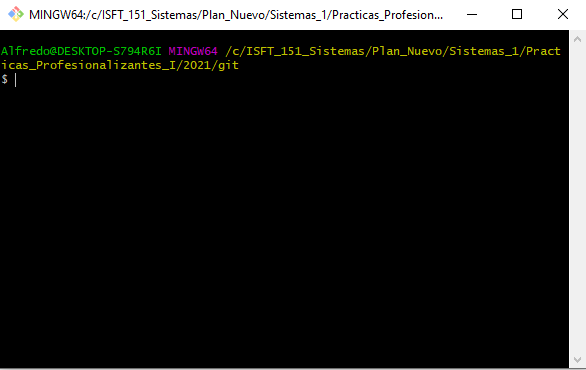 MINGW64:/c/ISFT_151_Sistemas/Plan_Nuevo/Sistemas_1/Practicas_Profesion...
Alfredo@DESKTOP-S794R6I MINGW64 /c/ISFT_151_Sistemas/Plan_Nuevo/Sistemas_1/Pract
icas_Profesionalizantes_I/2021/git
$